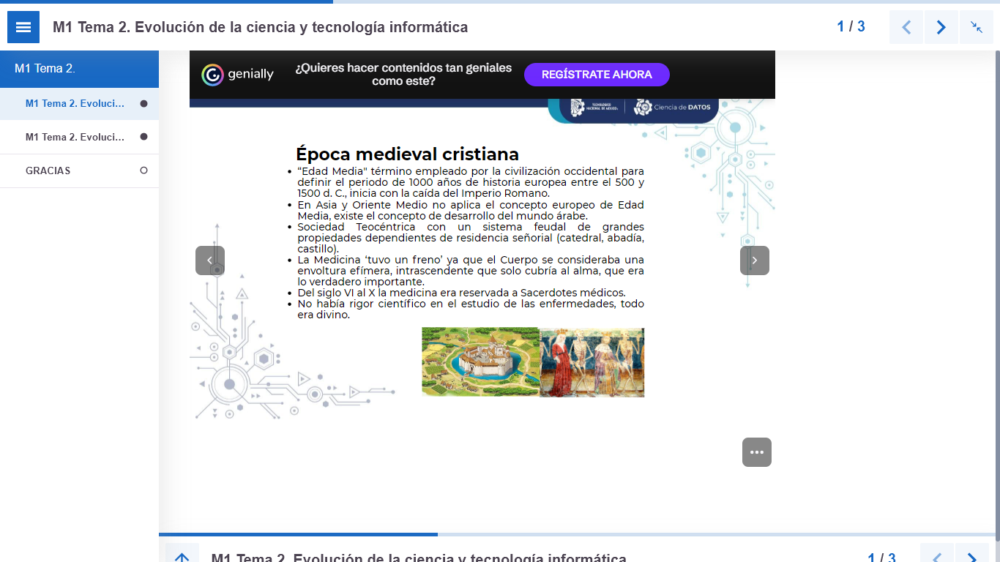 M1 Tema 2. Evolución de la ciencia y tecnología informática
1 / 3
M1 Tema 2.
M1 Tema 2. Evoluci...
M1 Tema 2. Evoluci...
GRACIAS
genially
¿Quieres hacer contenidos tan geniales
como este?
REGÍSTRATE AHORA
TECNOLÓGICO
NACIONAL DE MÉXICO
Ciencia de DATOS
Época medieval cristiana
• “Edad Media" término empleado por la civilización occidental para
definir el periodo de 1000 años de historia europea entre el 500 y
1500 d. C., inicia con la caída del Imperio Romano.
• En Asia y Oriente Medio no aplica el concepto europeo de Edad
Media, existe el concepto de desarrollo del mundo árabe.
• Sociedad Teocéntrica con un sistema feudal de grandes
propiedades dependientes de residencia señorial (catedral, abadía,
castillo).
• La Medicina ‘tuvo un freno’ ya que el Cuerpo se consideraba una
envoltura efímera, intrascendente que solo cubría al alma, que era
lo verdadero importante.
• Del siglo VI al X la medicina era reservada a Sacerdotes médicos.
• No había rigor científico en el estudio de las enfermedades, todo
era divino.
M1 Tema 2. Evolución de la ciencia y tecnología informática
1 / 3